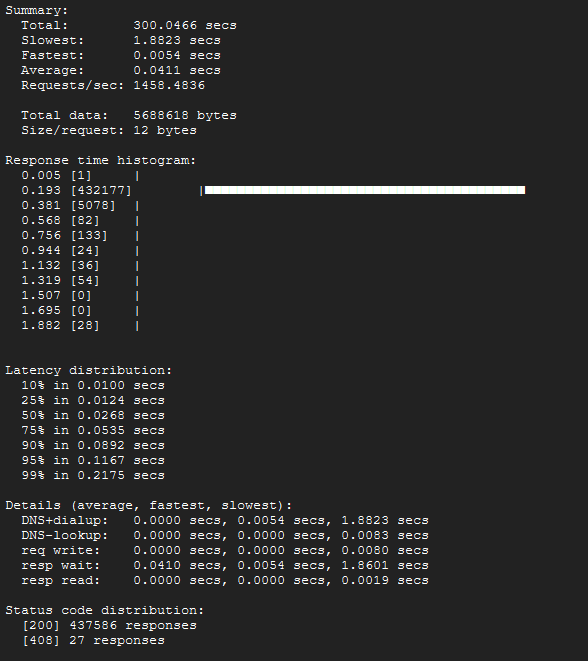 Summary:
  Total:        300.0466 secs
  Slowest:      1.8823 secs
  Fastest:      0.0054 secs
  Average:      0.0411 secs
  Requests/sec: 1458.4836

  Total data:   5688618 bytes
  Size/request: 12 bytes

Response time histogram:
  0.005 [1]     |
  0.193 [432177]        |■■■■■■■■■■■■■■■■■■■■■■■■■■■■■■■■■■■■■■■■
  0.381 [5078]  |
  0.568 [82]    |
  0.756 [133]   |
  0.944 [24]    |
  1.132 [36]    |
  1.319 [54]    |
  1.507 [0]     |
  1.695 [0]     |
  1.882 [28]    |

Latency distribution:
  10% in 0.0100 secs
  25% in 0.0124 secs
  50% in 0.0268 secs
  75% in 0.0535 secs
  90% in 0.0892 secs
  95% in 0.1167 secs
  99% in 0.2175 secs

Details (average, fastest, slowest):
  DNS+dialup:   0.0000 secs, 0.0054 secs, 1.8823 secs
  DNS-lookup:   0.0000 secs, 0.0000 secs, 0.0083 secs
  req write:    0.0000 secs, 0.0000 secs, 0.0080 secs
  resp wait:    0.0410 secs, 0.0054 secs, 1.8601 secs
  resp read:    0.0000 secs, 0.0000 secs, 0.0019 secs

Status code distribution:
  [200] 437586 responses
  [408] 27 responses